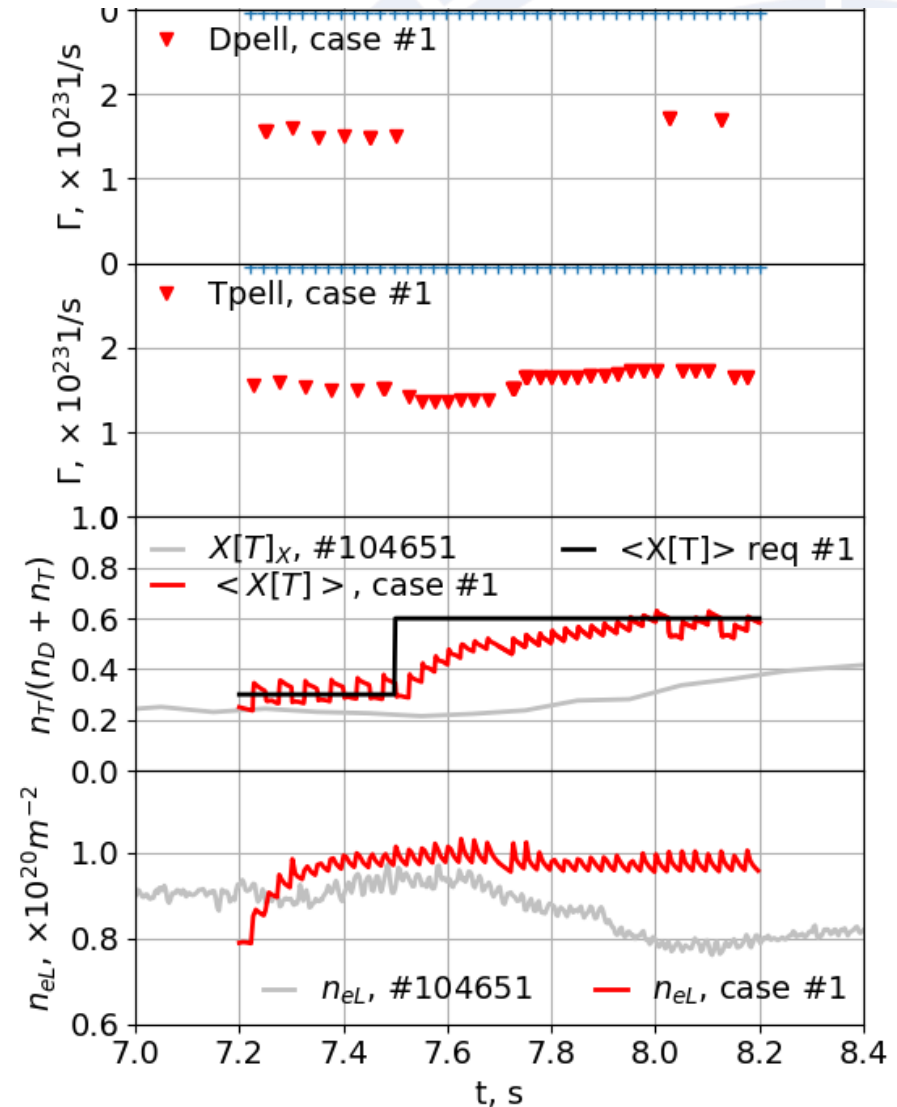 0
Dpell, case #1
2
1
0
Γ, ×10²³1/s
Tpell, case #1
2
1
0
Γ, ×10²³1/s
1.0
X[T]ₓ, #104651
<X[T]> req #1
<X[T]>, case #1
0.8
0.6
0.4
0.2
0.0
n_T/(n_D + n_T)
1.0
0.8
0.6
n_eL, ×10²⁰m⁻²
n_eL, #104651
n_eL, case #1
7.0 7.2 7.4 7.6 7.8 8.0 8.2 8.4
t, s